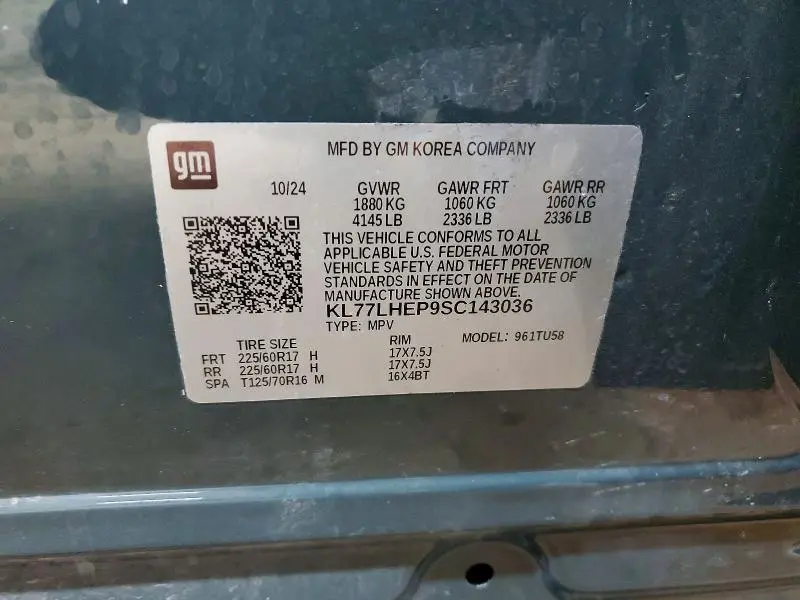 gm
MFD BY GM KOREA COMPANY
10/24 GVWR GAWR FRT GAWR RR
1880 KG 1060 KG 1060 KG
4145 LB 2336 LB 2336 LB
THIS VEHICLE CONFORMS TO ALL
APPLICABLE U.S. FEDERAL MOTOR
VEHICLE SAFETY AND THEFT PREVENTION
STANDARDS IN EFFECT ON THE DATE OF
MANUFACTURE SHOWN ABOVE.
KL77LHEP9SC143036
TYPE: MPV MODEL: 961TU58
TIRE SIZE RIM
FRT 225/60R17 H 17X7.5J
RR 225/60R17 H 17X7.5J
SPA T125/70R16 M 16X4BT